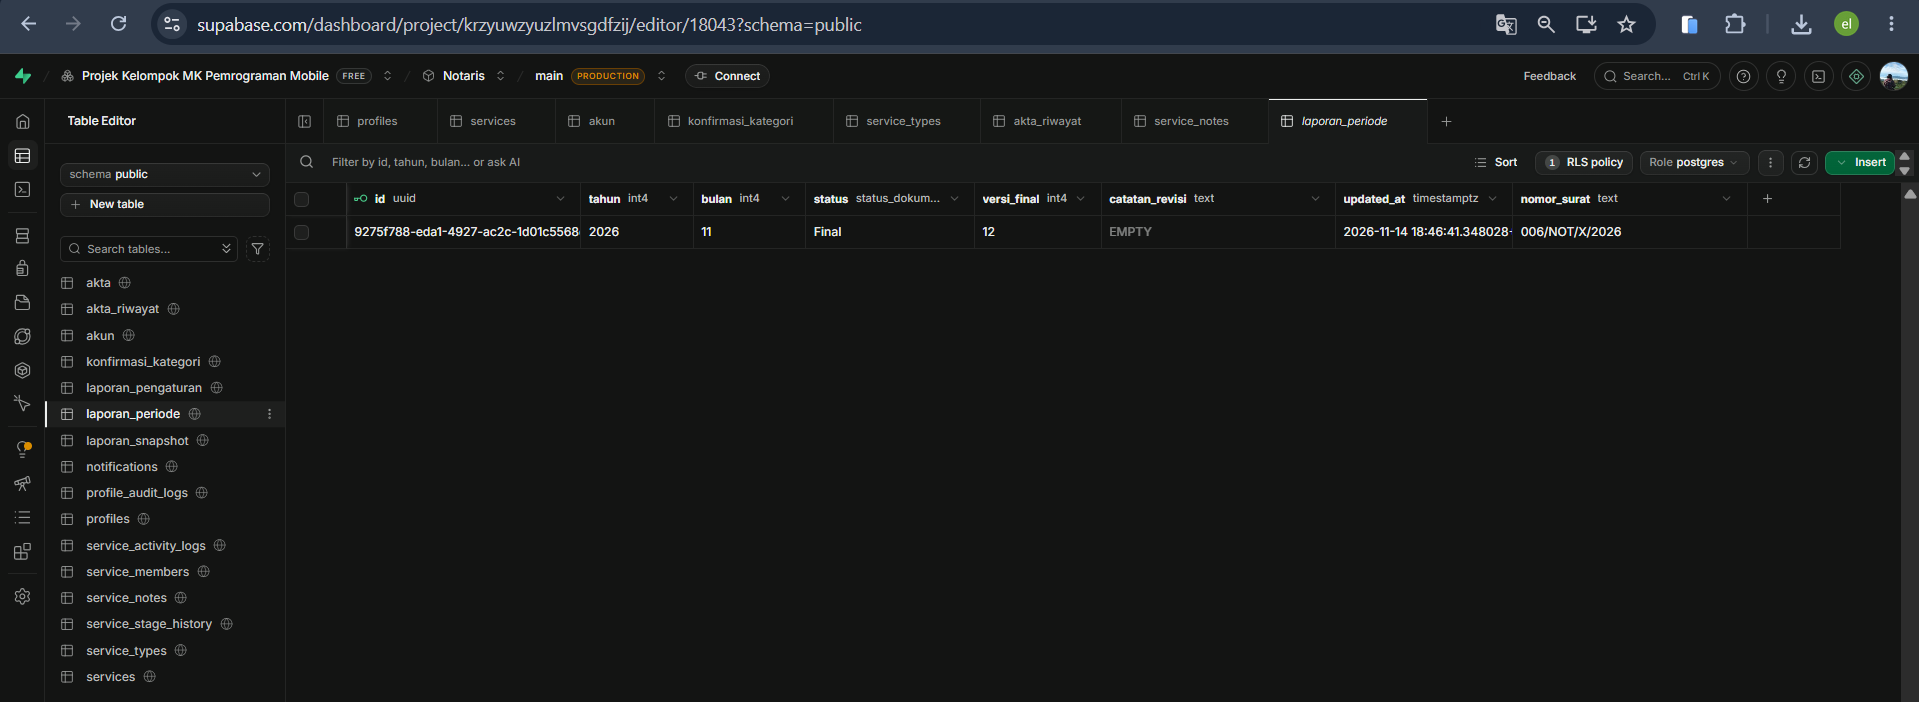 supabase.com/dashboard/project/krzyuwzyuzlmvsgdfzij/editor/18043?schema=public
el
Projek Kelompok MK Pemrograman Mobile FREE / Notaris / main PRODUCTION Connect
Feedback Search... Ctrl K
Table Editor
profiles services akun konfirmasi_kategori service_types akta_riwayat service_notes laporan_periode
schema public
New table
Search tables...
akta
akta_riwayat
akun
konfirmasi_kategori
laporan_pengaturan
laporan_periode
laporan_snapshot
notifications
profile_audit_logs
profiles
service_activity_logs
service_members
service_notes
service_stage_history
service_types
services
Filter by id, tahun, bulan... or ask AI Sort 1 RLS policy Role postgres Insert
id uuid tahun int4 bulan int4 status status_dokum... versi_final int4 catatan_revisi text updated_at timestamptz nomor_surat text
9275f788-eda1-4927-ac2c-1d01c5568 2026 11 Final 12 EMPTY 2026-11-14 18:46:41.348028- 006/NOT/X/2026